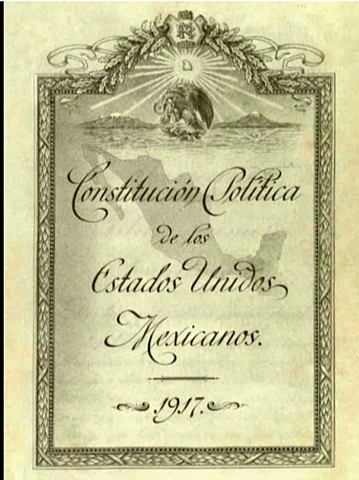 Constitución Política
de los
Estados Unidos
Mexicanos.
1917.